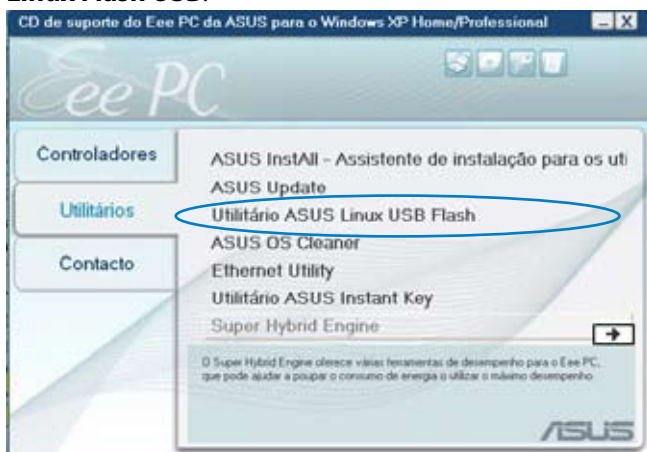 Linux Flash USB.
CD de suporte do Eee PC da ASUS para o Windows XP Home/Professional
Eee PC
Controladores
Utilitários
Contacto
ASUS InstAll - Assistente de instalação para os uti
ASUS Update
Utilitário ASUS Linux USB Flash
ASUS OS Cleaner
Ethernet Utility
Utilitário ASUS Instant Key
Super Hybrid Engine
O Super Hybrid Engine oferece várias ferramentas de desempenho para o Eee PC,
que pode ajudar a poupar o consumo de energia o utilizar o máximo desempenho
ASUS